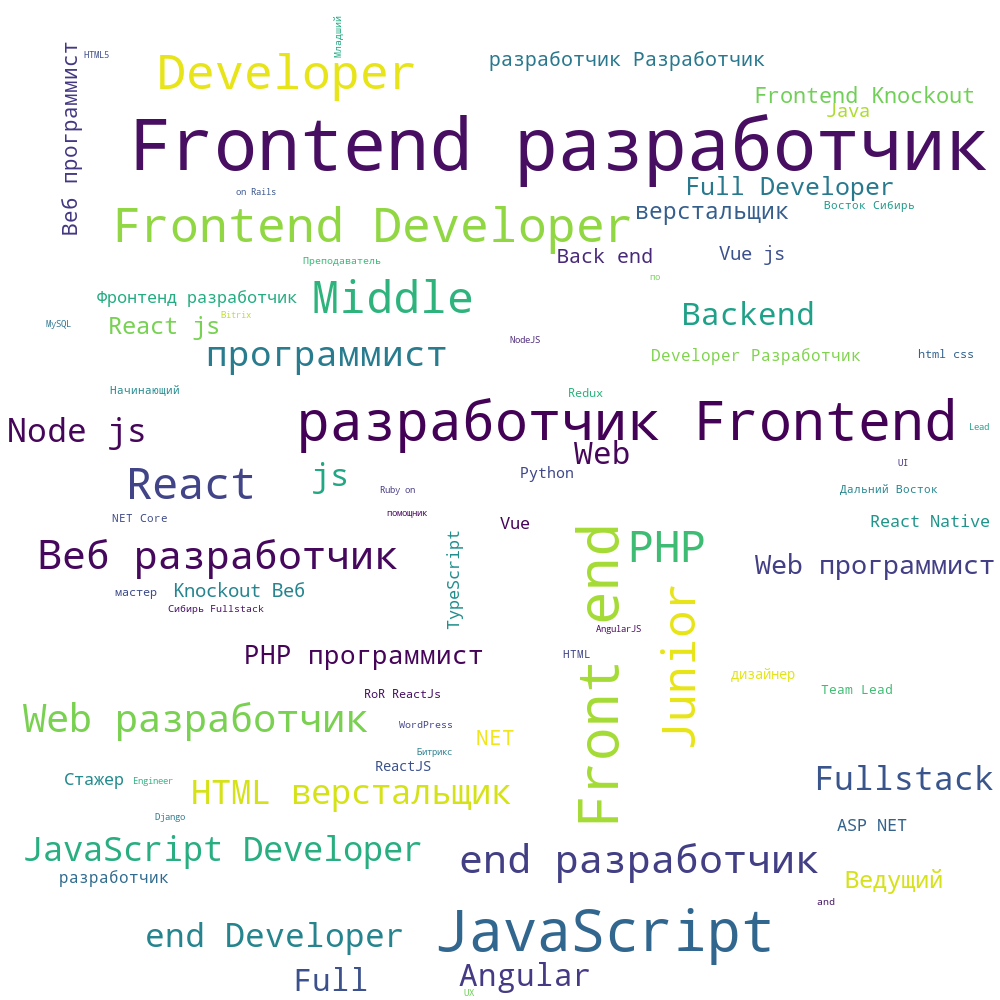 Младший
HTML5
Developer
разработчик Разработчик
Веб программист
Frontend Knockout
Java
Frontend разработчик
Full Developer
on Rails
верстальщик
Восток Сибирь
Frontend Developer
Back end
Vue js
Преподаватель
по
Фронтенд разработчик
Middle
Bitrix
Backend
MySQL
React js
NodeJS
программист
Developer Разработчик
html css
Начинающий
Redux
разработчик Frontend
Lead
Node js
Web
UI
js
Python
React
Ruby on
Дальний Восток
помощник
NET Core
Vue
React Native
Веб разработчик
TypeScript
Front end
PHP
Web программист
мастер
Knockout Веб
Сибирь Fullstack
Junior
AngularJS
PHP программист
HTML
дизайнер
RoR ReactJs
Team Lead
Web разработчик
WordPress
NET
Битрикс
ReactJS
Стажер
Engineer
HTML верстальщик
Fullstack
Django
ASP NET
JavaScript Developer
end разработчик
разработчик
Ведущий
and
end Developer
JavaScript
Full
Angular
UX